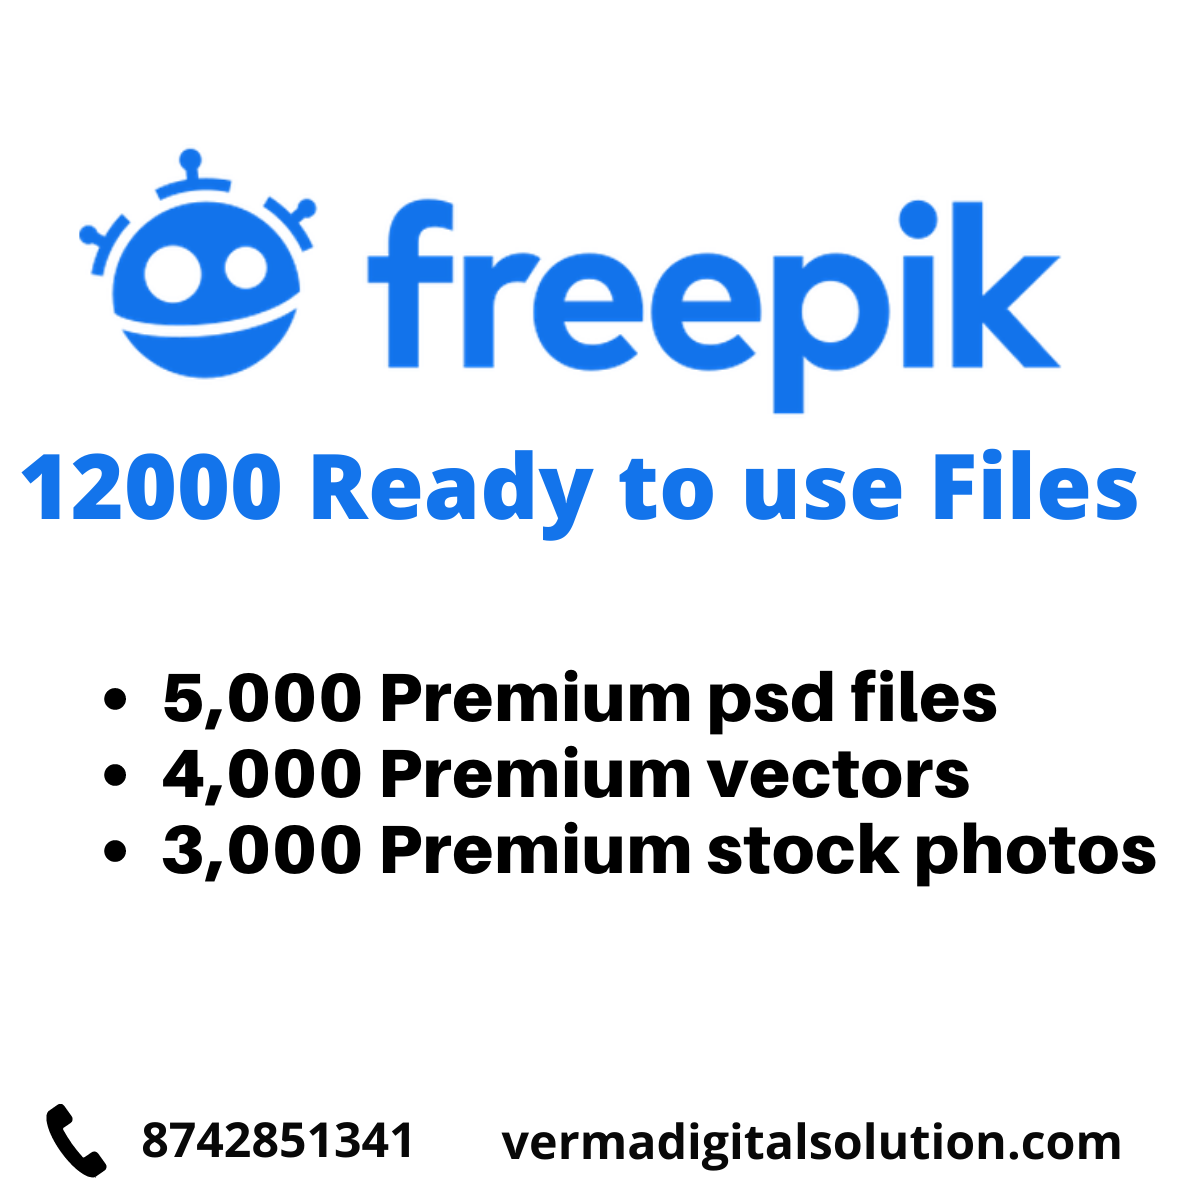 freepik
12000 Ready to use Files
• 5,000 Premium psd files
• 4,000 Premium vectors
• 3,000 Premium stock photos
8742851341 vermadigitalsolution.com